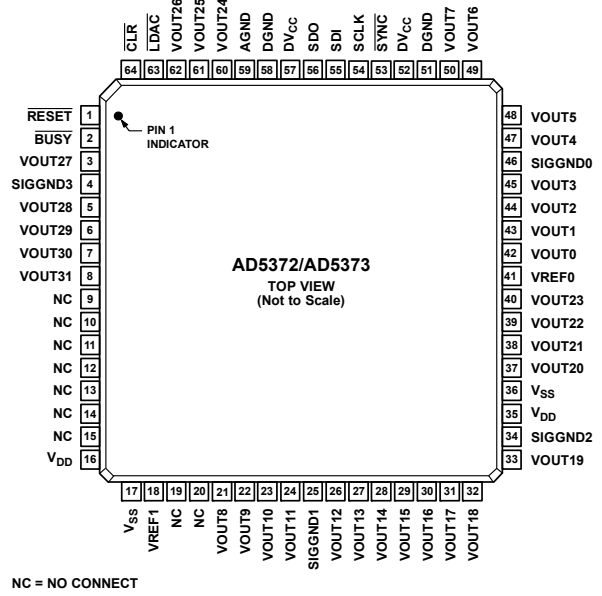 CLR
LDAC
VOUT26
VOUT25
VOUT24
AGND
DGND
DVCC
SDO
SDI
SCLK
SYNC
DVCC
DGND
VOUT7
VOUT6
64 63 62 61 60 59 58 57 56 55 54 53 52 51 50 49
RESET 1
BUSY 2
VOUT27 3
SIGGND3 4
VOUT28 5
VOUT29 6
VOUT30 7
VOUT31 8
NC 9
NC 10
NC 11
NC 12
NC 13
NC 14
NC 15
VDD 16
PIN 1
INDICATOR
AD5372/AD5373
TOP VIEW
(Not to Scale)
48 VOUT5
47 VOUT4
46 SIGGND0
45 VOUT3
44 VOUT2
43 VOUT1
42 VOUT0
41 VREF0
40 VOUT23
39 VOUT22
38 VOUT21
37 VOUT20
36 VSS
35 VDD
34 SIGGND2
33 VOUT19
17 18 19 20 21 22 23 24 25 26 27 28 29 30 31 32
VSS
VREF1
NC
NC
VOUT8
VOUT9
VOUT10
VOUT11
SIGGND1
VOUT12
VOUT13
VOUT14
VOUT15
VOUT16
VOUT17
VOUT18
NC = NO CONNECT